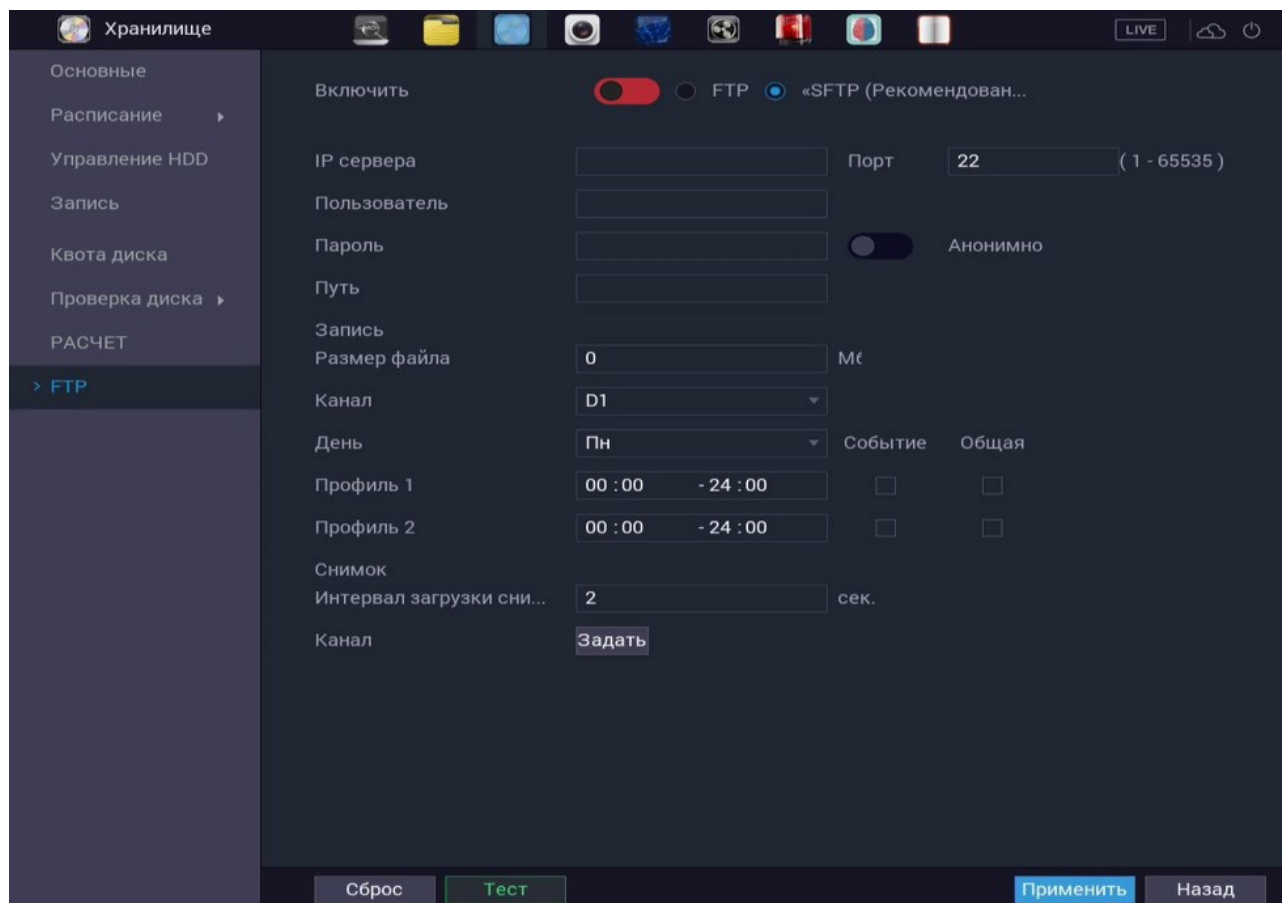 Хранилище LIVE
Основные
Расписание
Управление HDD
Запись
Квота диска
Проверка диска
РАСЧЕТ
> FTP
Включить FTP «SFTP (Рекомендован...
IP сервера Порт 22 ( 1 - 65535 )
Пользователь
Пароль Анонимно
Путь
Запись
Размер файла 0 Мб
Канал D1
День Пн Событие Общая
Профиль 1 00 : 00 - 24 : 00
Профиль 2 00 : 00 - 24 : 00
Снимок
Интервал загрузки сни... 2 сек.
Канал Задать
Сброс Тест Применить Назад